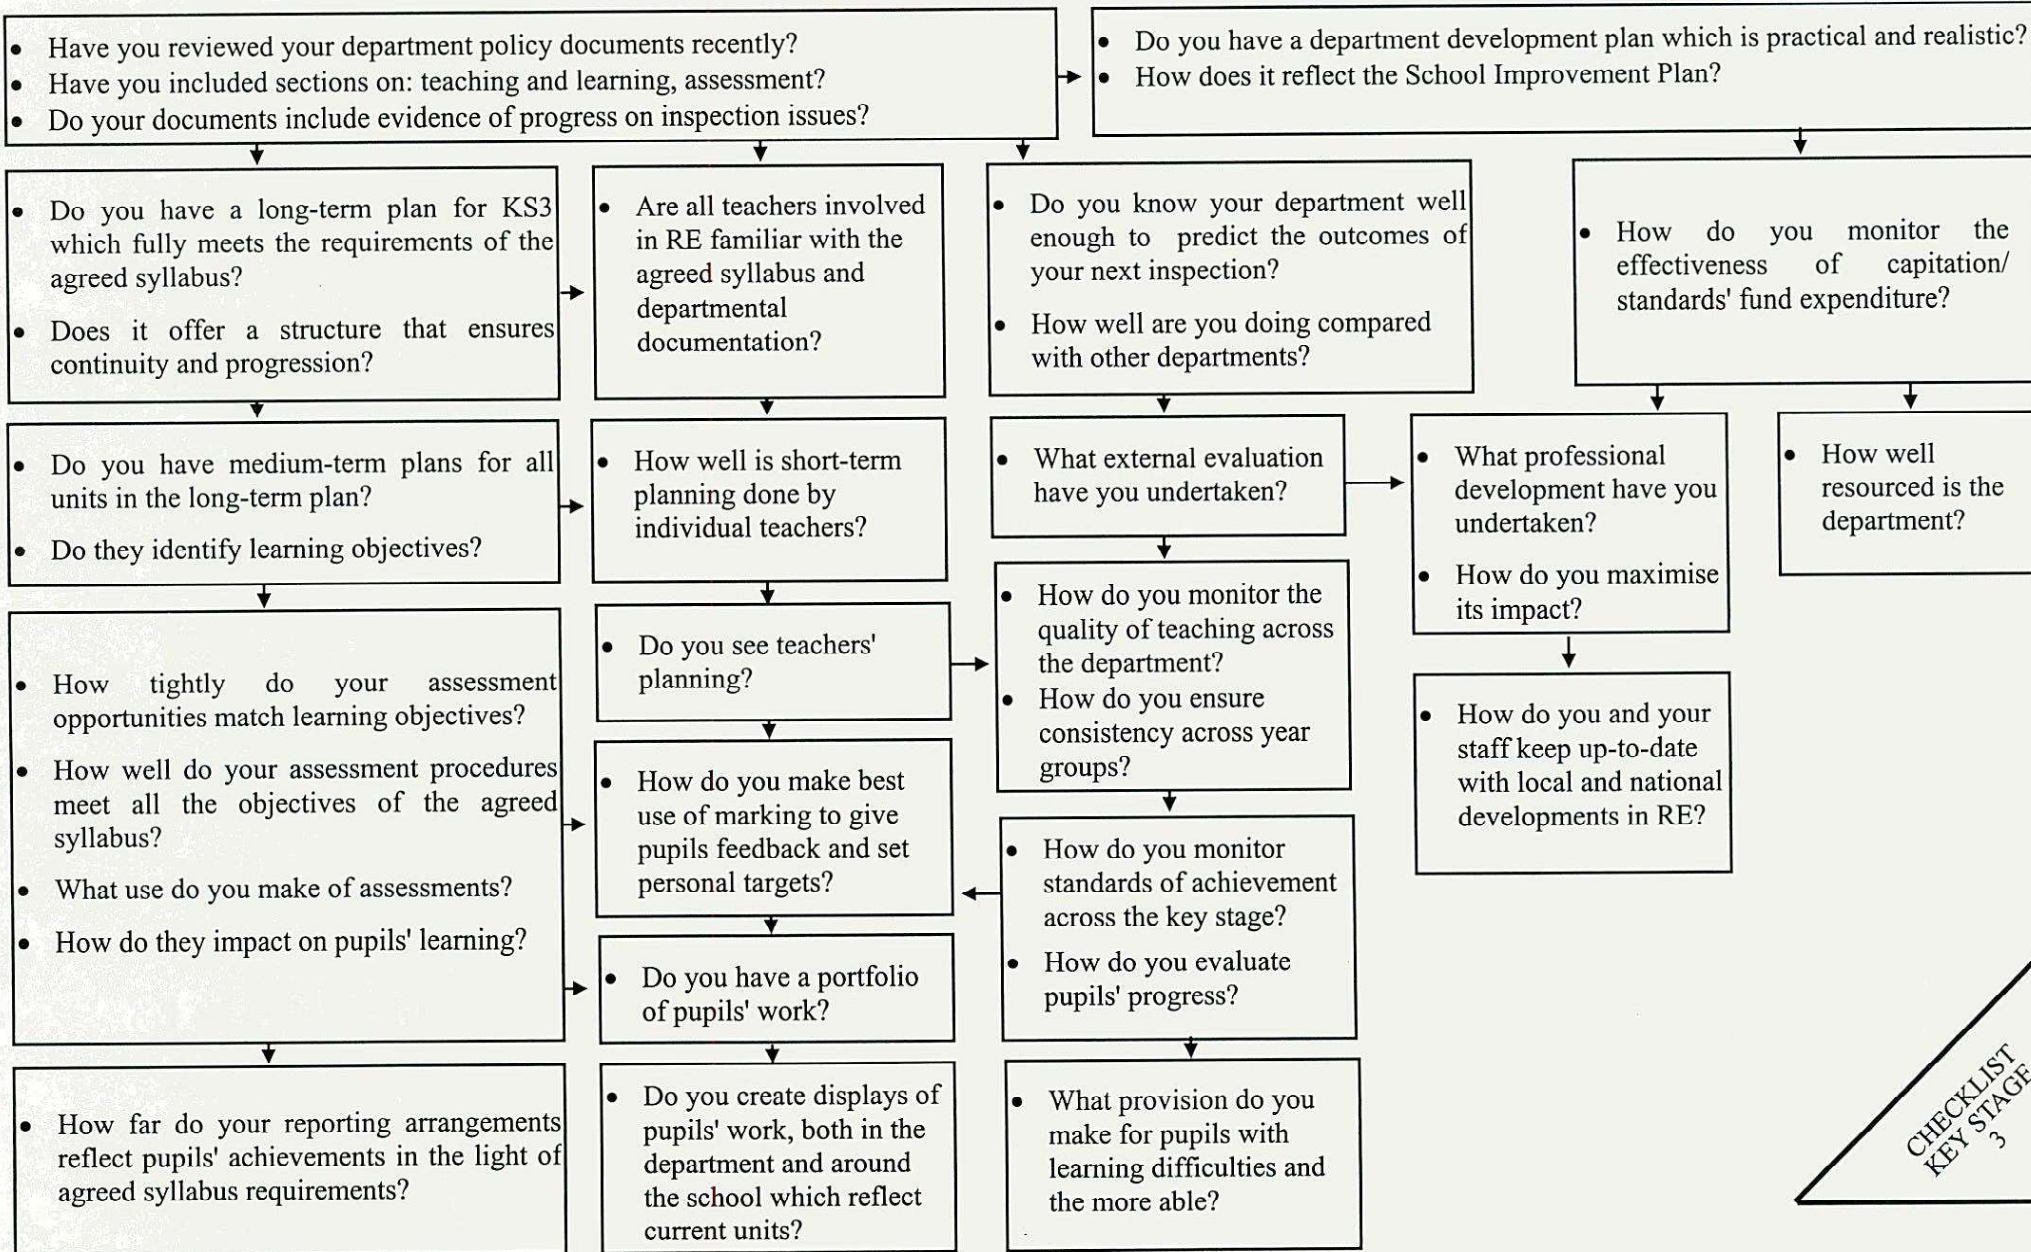 • Have you reviewed your department policy documents recently?
• Have you included sections on: teaching and learning, assessment?
• Do your documents include evidence of progress on inspection issues?
• Do you have a department development plan which is practical and realistic?
• How does it reflect the School Improvement Plan?
• Do you have a long-term plan for KS3
which fully meets the requirements of the
agreed syllabus?
• Does it offer a structure that ensures
continuity and progression?
• Are all teachers involved
in RE familiar with the
agreed syllabus and
departmental
documentation?
• Do you know your department well
enough to predict the outcomes of
your next inspection?
• How well are you doing compared
with other departments?
• How do you monitor the
effectiveness of capitation/
standards' fund expenditure?
• Do you have medium-term plans for all
units in the long-term plan?
• Do they identify learning objectives?
• How well is short-term
planning done by
individual teachers?
• What external evaluation
have you undertaken?
• What professional
development have you
undertaken?
• How do you maximise
its impact?
• How well
resourced is the
department?
• How tightly do your assessment
opportunities match learning objectives?
• How well do your assessment procedures
meet all the objectives of the agreed
syllabus?
• What use do you make of assessments?
• How do they impact on pupils' learning?
• Do you see teachers'
planning?
• How do you monitor the
quality of teaching across
the department?
• How do you ensure
consistency across year
groups?
• How do you and your
staff keep up-to-date
with local and national
developments in RE?
• How do you make best
use of marking to give
pupils feedback and set
personal targets?
• How do you monitor
standards of achievement
across the key stage?
• How do you evaluate
pupils' progress?
• Do you have a portfolio
of pupils' work?
• How far do your reporting arrangements
reflect pupils' achievements in the light of
agreed syllabus requirements?
• Do you create displays of
pupils' work, both in the
department and around
the school which reflect
current units?
• What provision do you
make for pupils with
learning difficulties and
the more able?
CHECKLIST
KEY STAGE
3